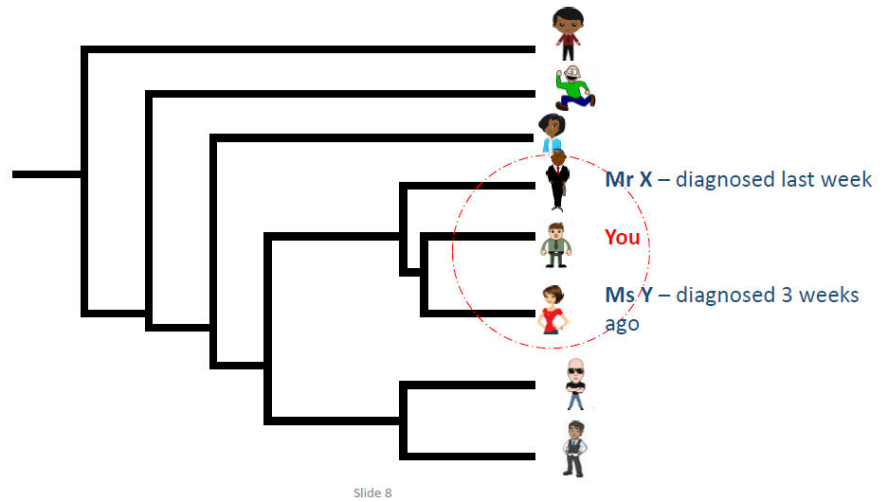 Mr X – diagnosed last week
You
Ms Y – diagnosed 3 weeks
ago
Slide 8